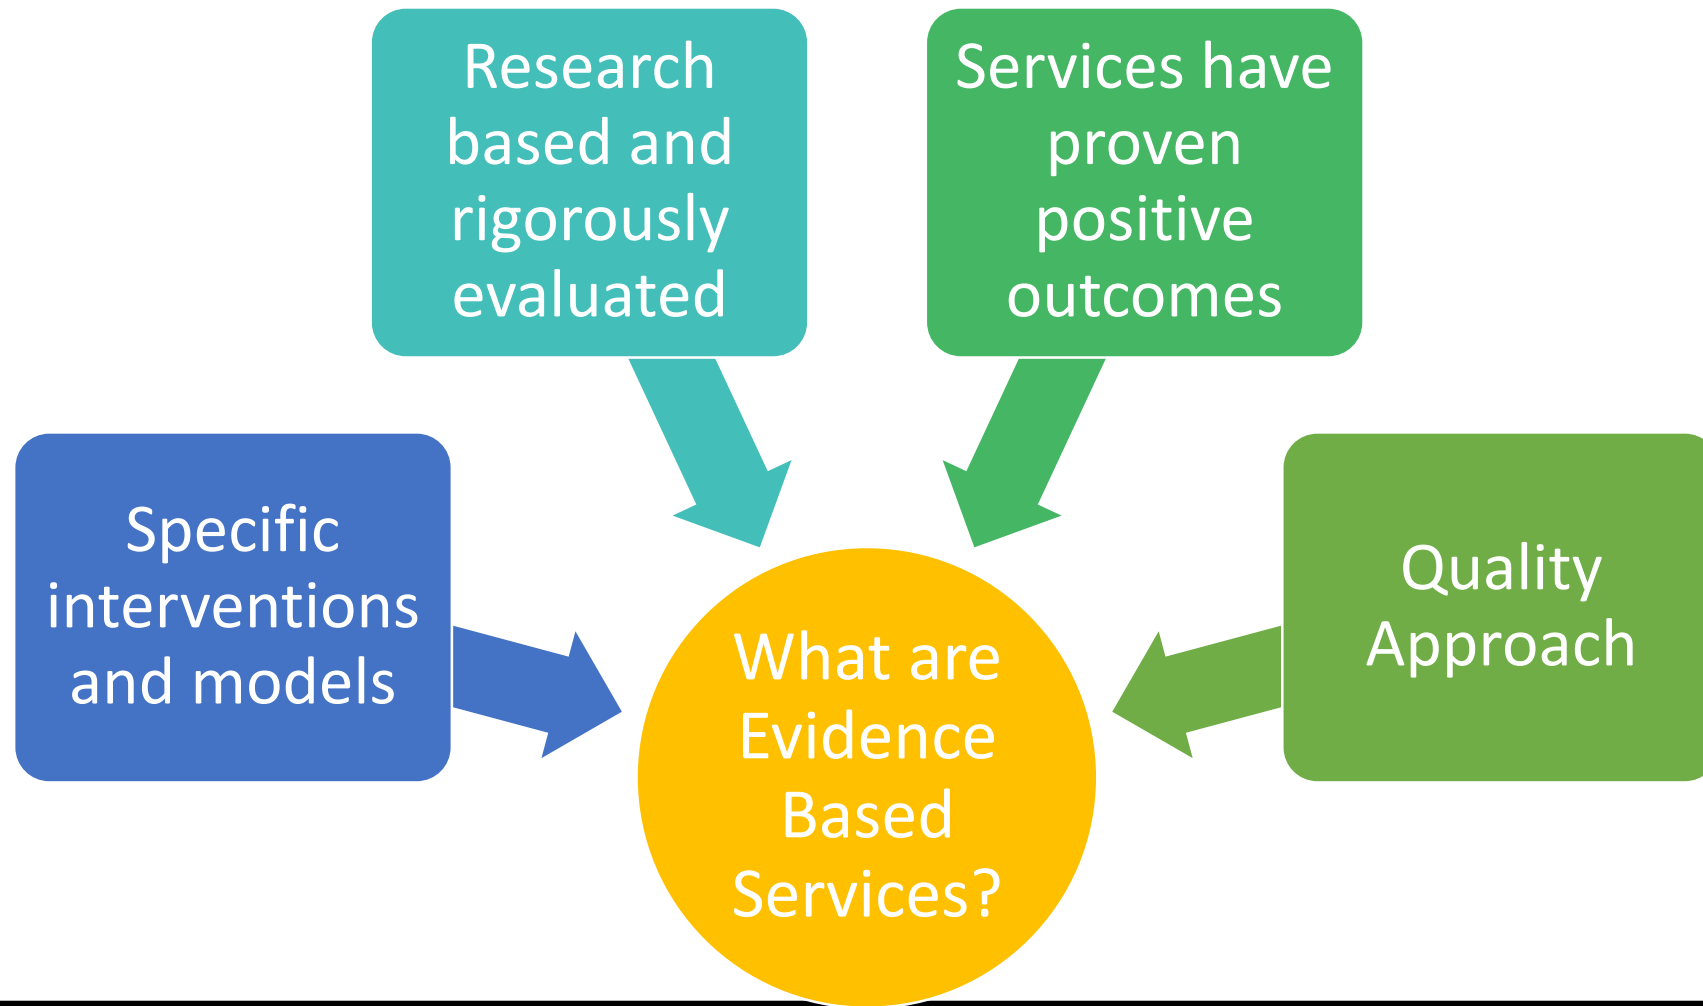 Research
based and
rigorously
evaluated
Services have
proven
positive
outcomes
Specific
interventions
and models
Quality
Approach
What are
Evidence
Based
Services?